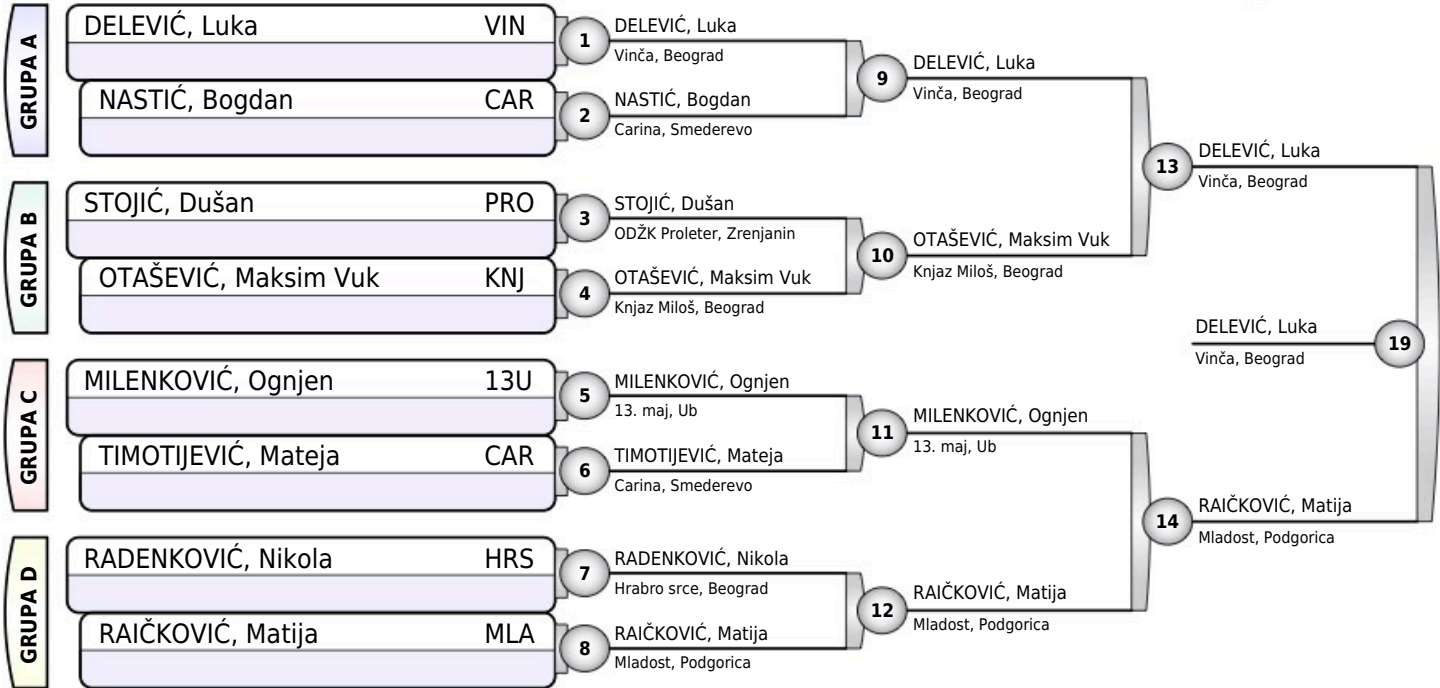 GRUPA A
DELEVIĆ, Luka VIN
NASTIĆ, Bogdan CAR
GRUPA B
STOJIĆ, Dušan PRO
OTAŠEVIĆ, Maksim Vuk KNJ
GRUPA C
MILENKOVIĆ, Ognjen 13U
TIMOTIJEVIĆ, Mateja CAR
GRUPA D
RADENKOVIĆ, Nikola HRS
RAIČKOVIĆ, Matija MLA
1
DELEVIĆ, Luka
Vinča, Beograd
2
NASTIĆ, Bogdan
Carina, Smederevo
3
STOJIĆ, Dušan
ODŽK Proleter, Zrenjanin
4
OTAŠEVIĆ, Maksim Vuk
Knjaz Miloš, Beograd
5
MILENKOVIĆ, Ognjen
13. maj, Ub
6
TIMOTIJEVIĆ, Mateja
Carina, Smederevo
7
RADENKOVIĆ, Nikola
Hrabro srce, Beograd
8
RAIČKOVIĆ, Matija
Mladost, Podgorica
9
DELEVIĆ, Luka
Vinča, Beograd
10
OTAŠEVIĆ, Maksim Vuk
Knjaz Miloš, Beograd
11
MILENKOVIĆ, Ognjen
13. maj, Ub
12
RAIČKOVIĆ, Matija
Mladost, Podgorica
13
DELEVIĆ, Luka
Vinča, Beograd
14
RAIČKOVIĆ, Matija
Mladost, Podgorica
DELEVIĆ, Luka
Vinča, Beograd
19